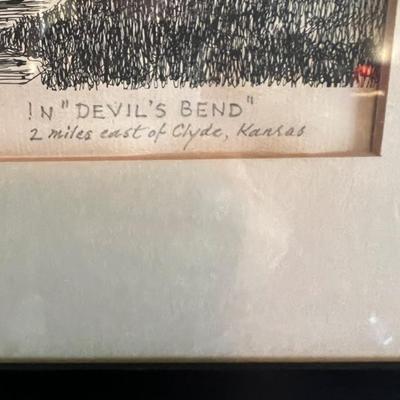 IN "DEVIL'S BEND"
2 miles east of Clyde, Kansas